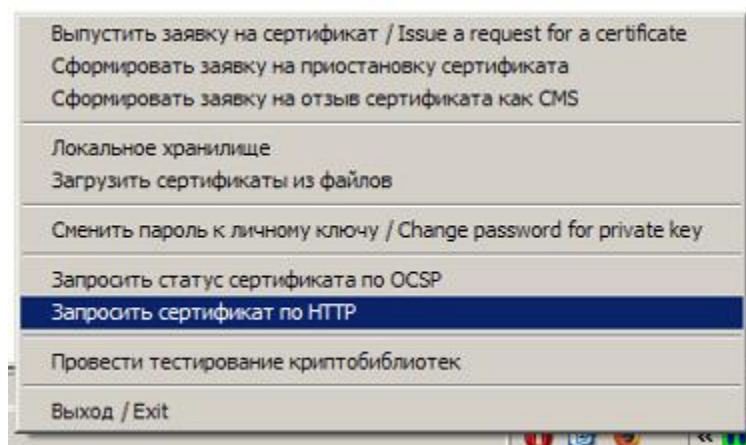 Выпустить заявку на сертификат / Issue a request for a certificate
Сформировать заявку на приостановку сертификата
Сформировать заявку на отзыв сертификата как CMS
Локальное хранилище
Загрузить сертификаты из файлов
Сменить пароль к личному ключу / Change password for private key
Запросить статус сертификата по OCSP
Запросить сертификат по HTTP
Провести тестирование криптобиблиотек
Выход / Exit